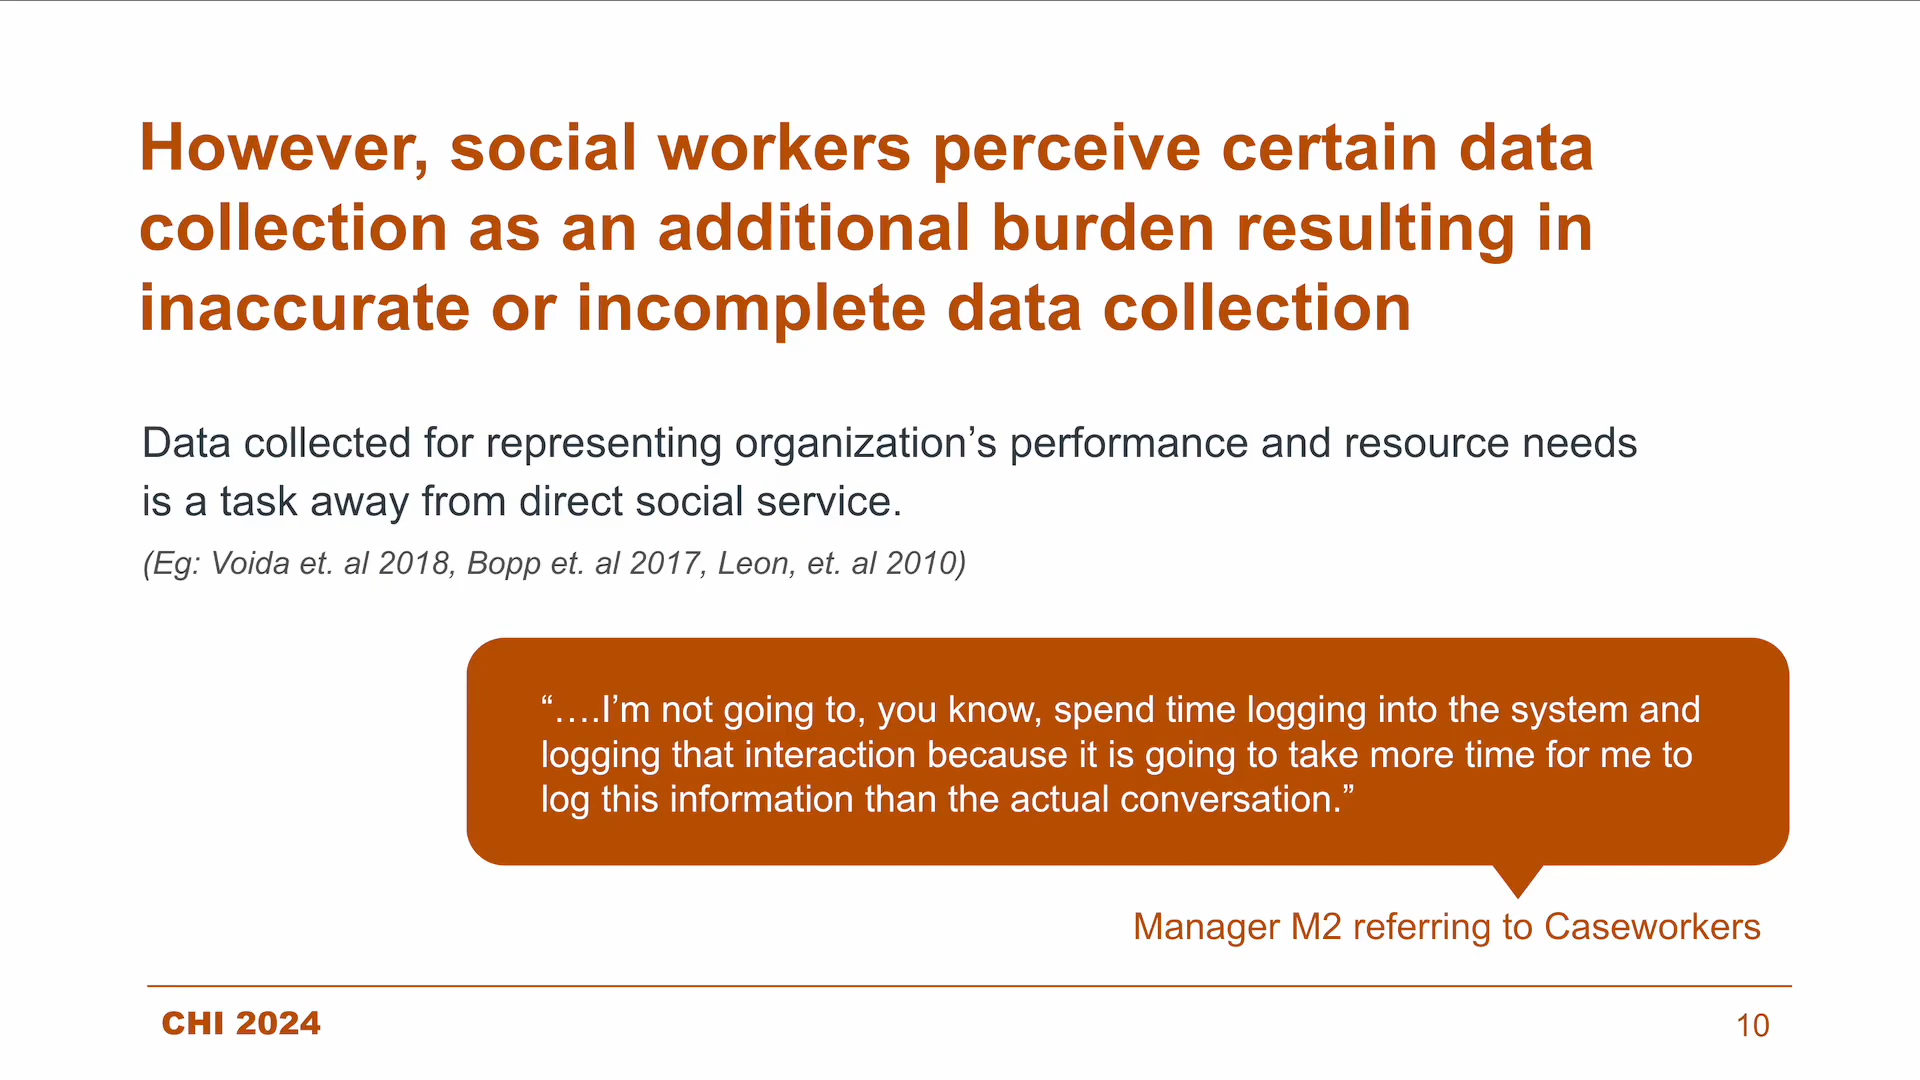 However, social workers perceive certain data
collection as an additional burden resulting in
inaccurate or incomplete data collection
Data collected for representing organization’s performance and resource needs
is a task away from direct social service.
(Eg: Voida et. al 2018, Bopp et. al 2017, Leon, et. al 2010)
“….I’m not going to, you know, spend time logging into the system and
logging that interaction because it is going to take more time for me to
log this information than the actual conversation.”
Manager M2 referring to Caseworkers
CHI 2024
10